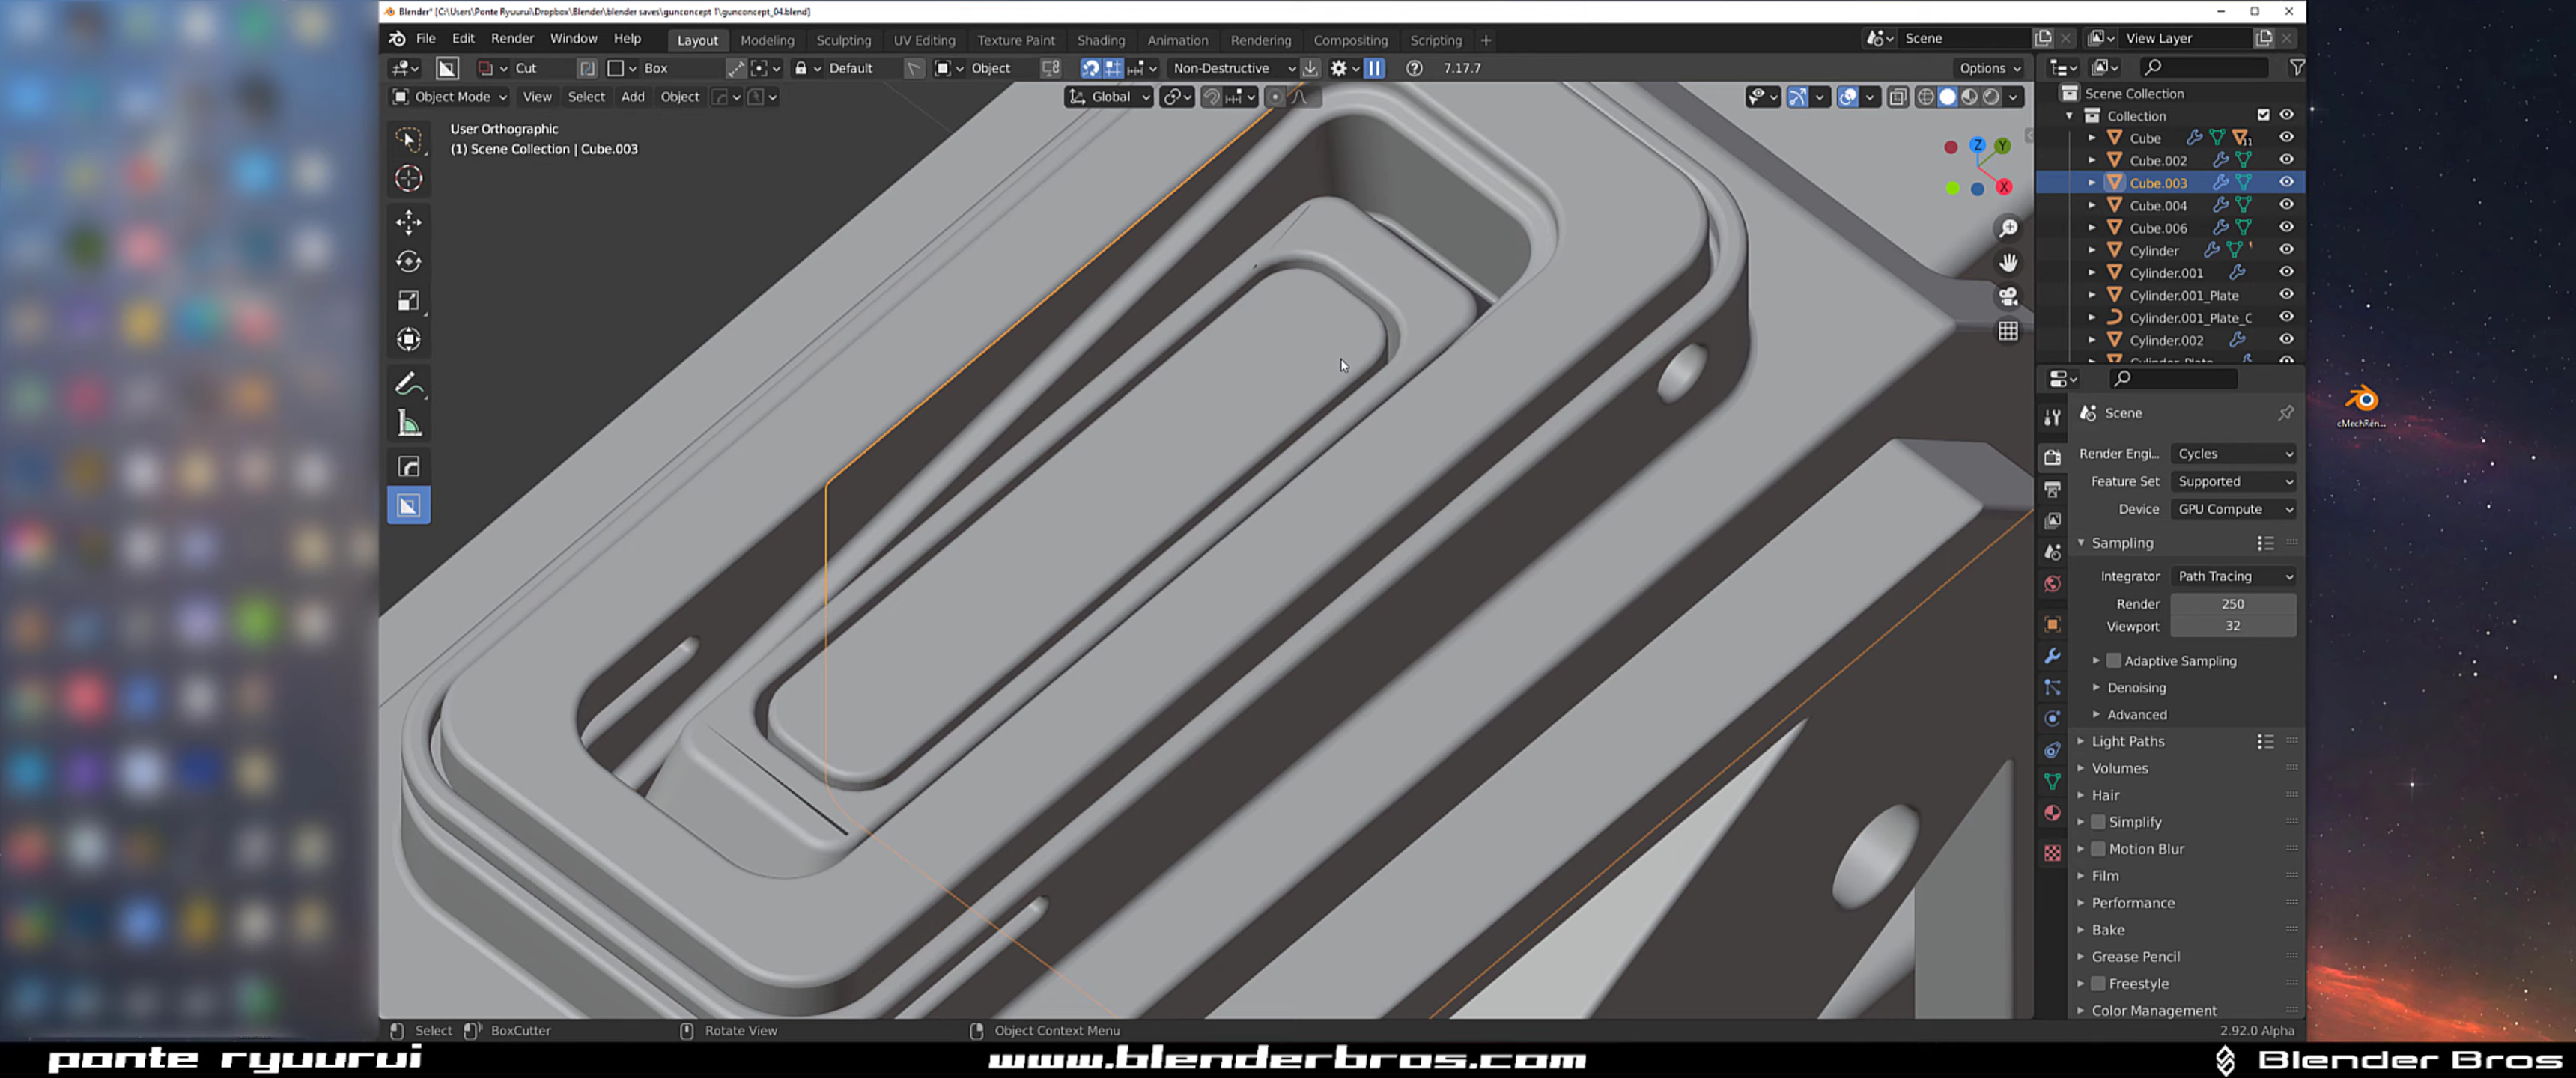 Blender* [C:\Users\Ponte Ryuurui\Dropbox\Blender\blender saves\gunconcept 1\gunconcept_04.blend]
File Edit Render Window Help Layout Modeling Sculpting UV Editing Texture Paint Shading Animation Rendering Compositing Scripting + Scene View Layer
Cut Box Default Object Non-Destructive 7.17.7 Options
Object Mode View Select Add Object Global
User Orthographic
(1) Scene Collection | Cube.003
Z Y X
Scene Collection
Collection
Cube 11
Cube.002
Cube.003
Cube.004
Cube.006
Cylinder
Cylinder.001
Cylinder.001_Plate
Cylinder.001_Plate_C
Cylinder.002
Scene
Render Engi... Cycles
Feature Set Supported
Device GPU Compute
Sampling
Integrator Path Tracing
Render 250
Viewport 32
Adaptive Sampling
Denoising
Advanced
Light Paths
Volumes
Hair
Simplify
Motion Blur
Film
Performance
Bake
Grease Pencil
Freestyle
Color Management
cMechRen...
Select BoxCutter Rotate View Object Context Menu 2.92.0 Alpha
ponte ryuurui www.blenderbros.com Blender Bros